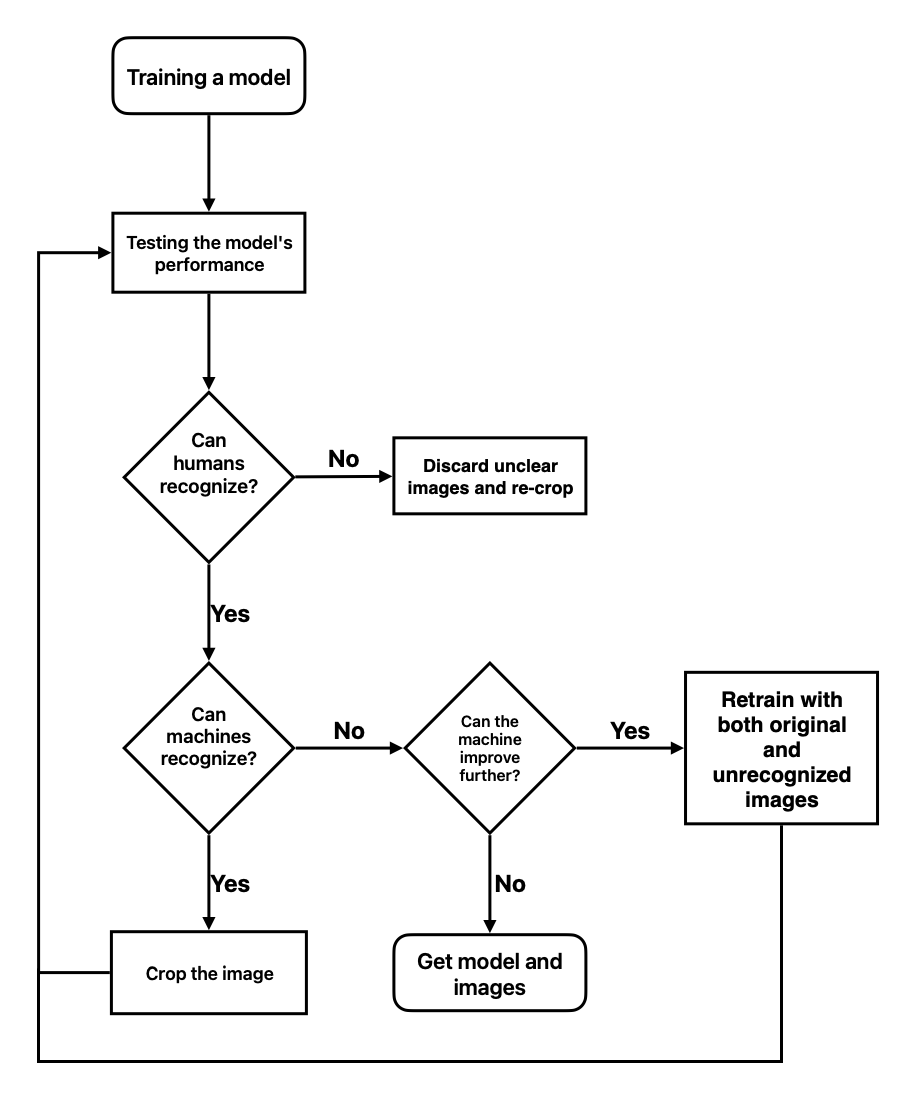 Training a model
Testing the model's
performance
Can
humans
recognize?
No
Discard unclear
images and re-crop
Yes
Can
machines
recognize?
No
Can the
machine
improve
further?
Yes
Retrain with
both original
and
unrecognized
images
Yes
No
Crop the image
Get model and
images